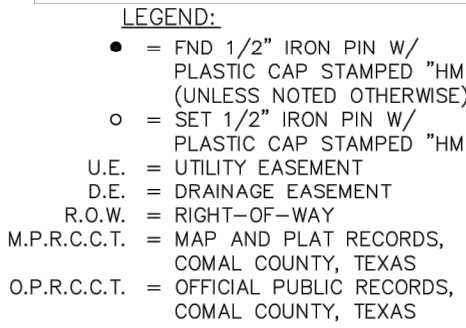 LEGEND:
● = FND 1/2" IRON PIN W/
PLASTIC CAP STAMPED "HM
(UNLESS NOTED OTHERWISE)
○ = SET 1/2" IRON PIN W/
PLASTIC CAP STAMPED "HM
U.E. = UTILITY EASEMENT
D.E. = DRAINAGE EASEMENT
R.O.W. = RIGHT-OF-WAY
M.P.R.C.C.T. = MAP AND PLAT RECORDS,
COMAL COUNTY, TEXAS
O.P.R.C.C.T. = OFFICIAL PUBLIC RECORDS,
COMAL COUNTY, TEXAS